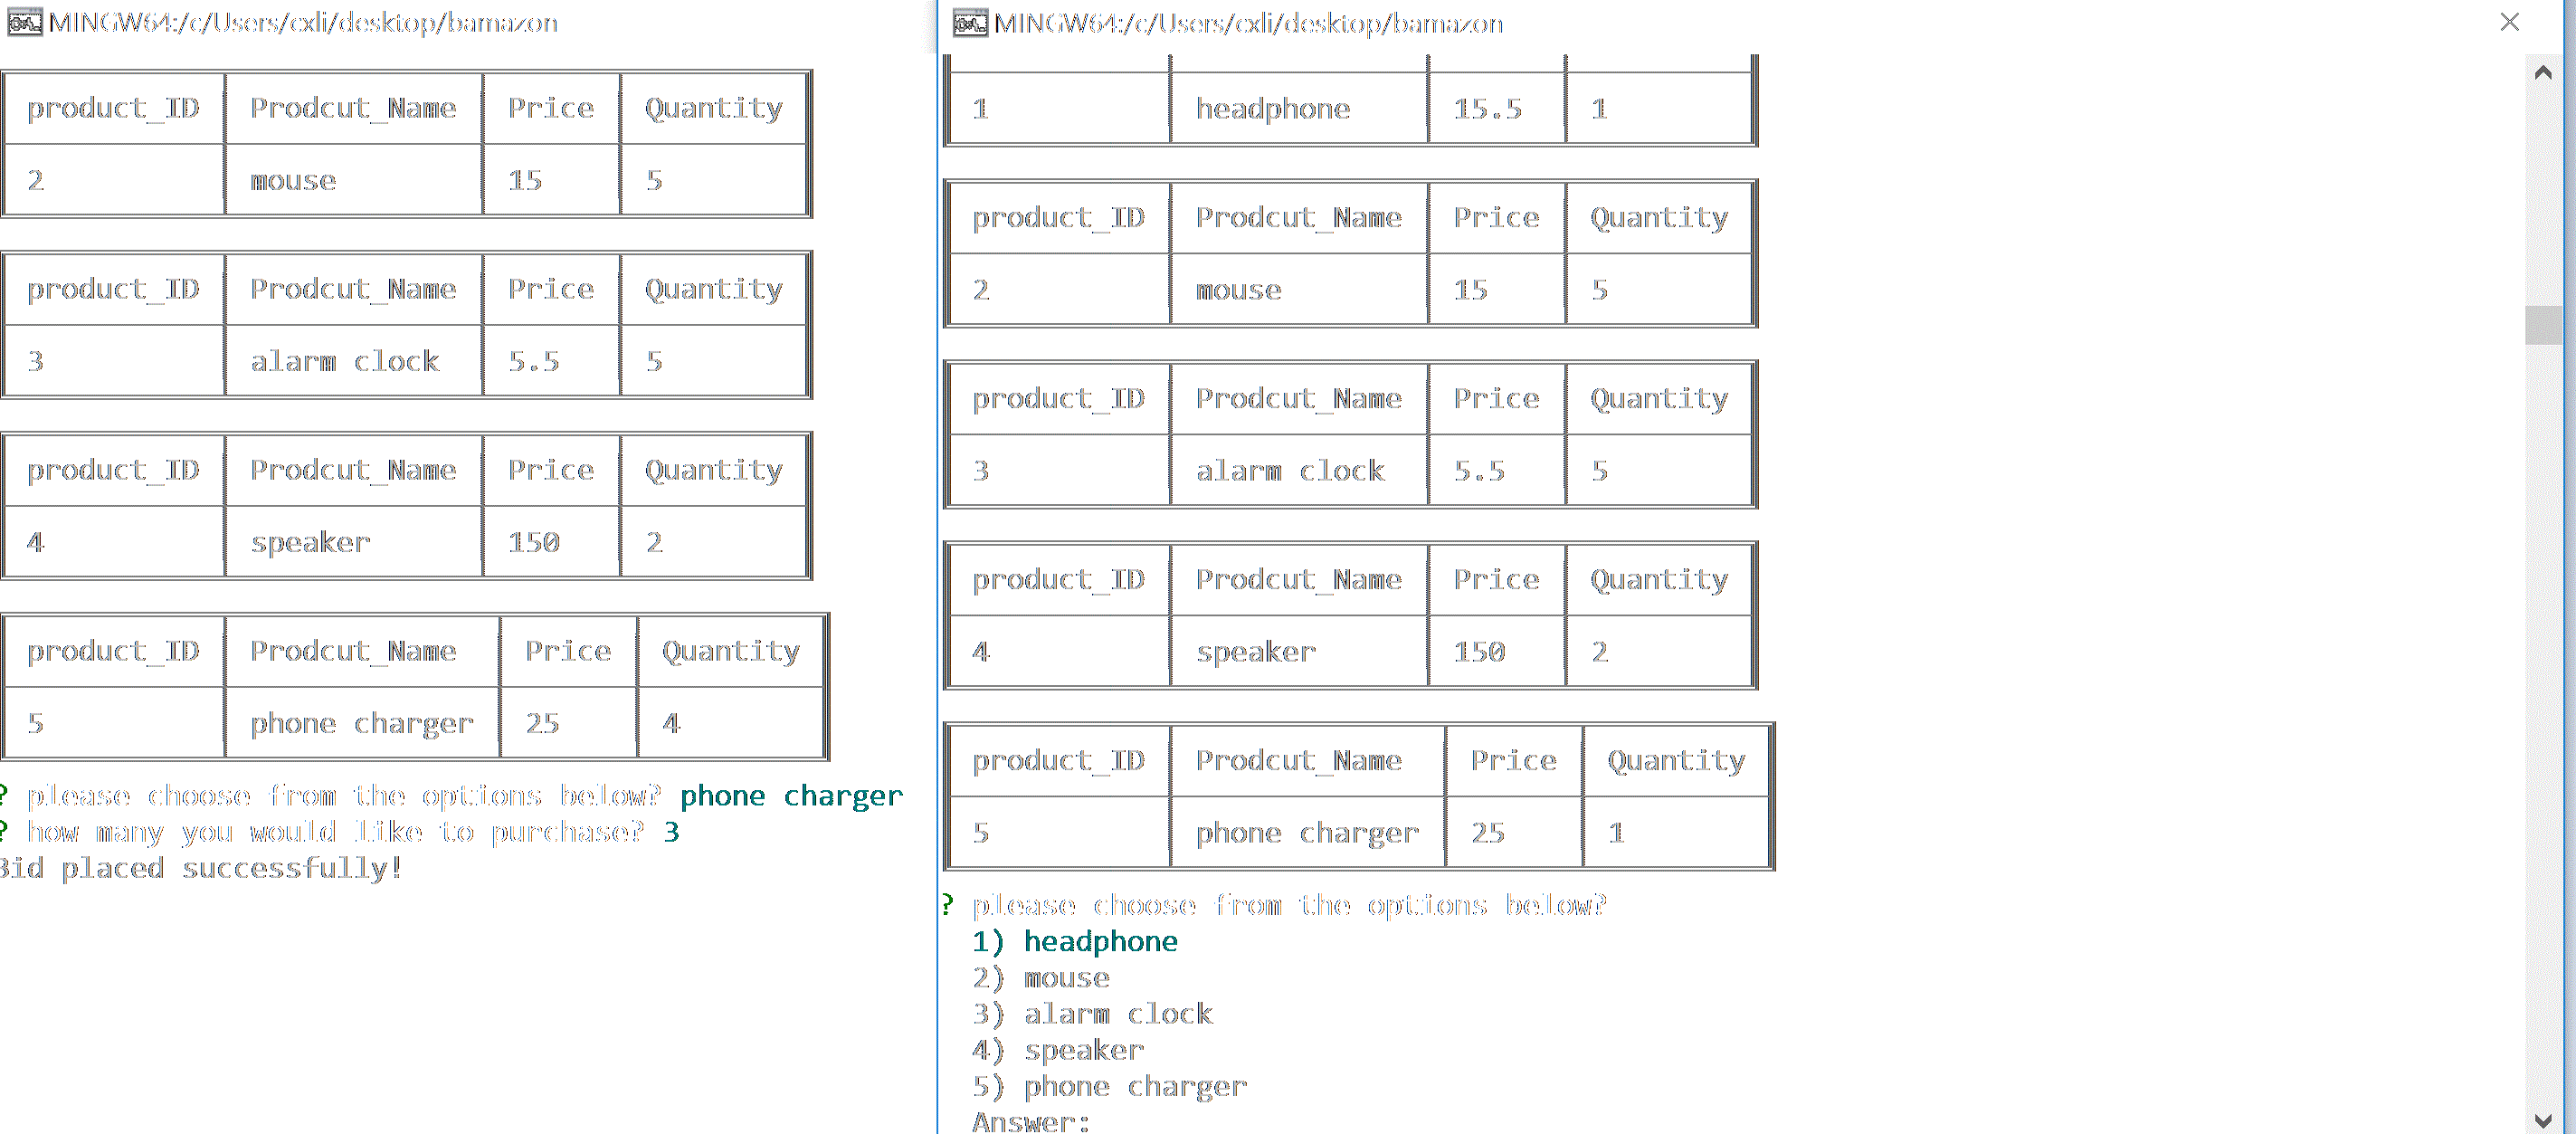 MINGW64:/c/Users/cxli/desktop/bamazon
product_ID Prodcut_Name Price Quantity
2 mouse 15 5
product_ID Prodcut_Name Price Quantity
3 alarm clock 5.5 5
product_ID Prodcut_Name Price Quantity
4 speaker 150 2
product_ID Prodcut_Name Price Quantity
5 phone charger 25 4
? please choose from the options below? phone charger
? how many you would like to purchase? 3
Bid placed successfully!
MINGW64:/c/Users/cxli/desktop/bamazon
1 headphone 15.5 1
product_ID Prodcut_Name Price Quantity
2 mouse 15 5
product_ID Prodcut_Name Price Quantity
3 alarm clock 5.5 5
product_ID Prodcut_Name Price Quantity
4 speaker 150 2
product_ID Prodcut_Name Price Quantity
5 phone charger 25 1
? please choose from the options below?
1) headphone
2) mouse
3) alarm clock
4) speaker
5) phone charger
Answer: